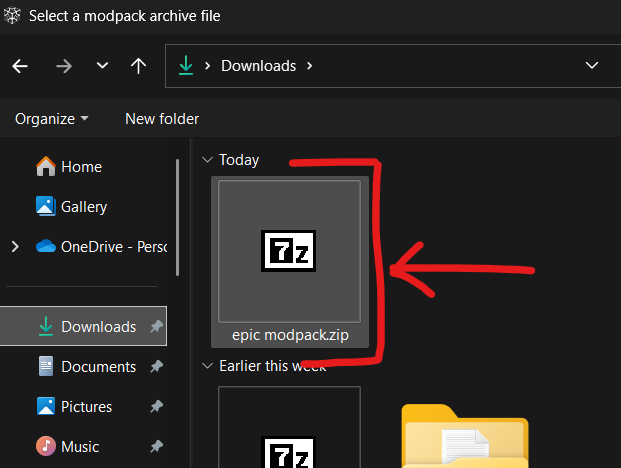 Select a modpack archive file
Downloads
Organize
New folder
Home
Gallery
OneDrive - Perso
Downloads
Documents
Pictures
Music
Today
7z
epic modpack.zip
Earlier this week
7z